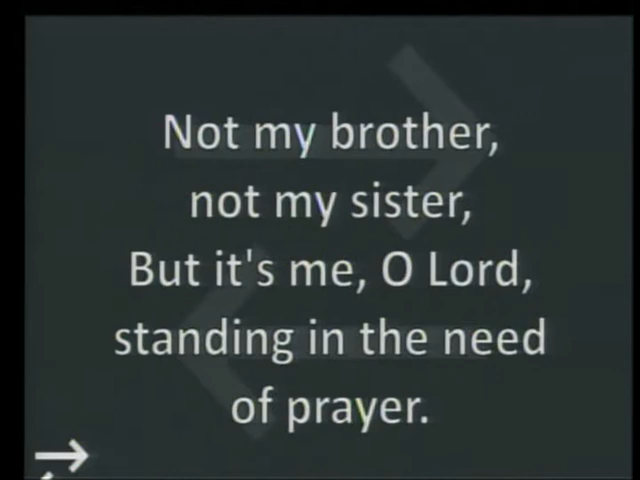 Not my brother,
not my sister,
But it's me, O Lord,
standing in the need
of prayer.